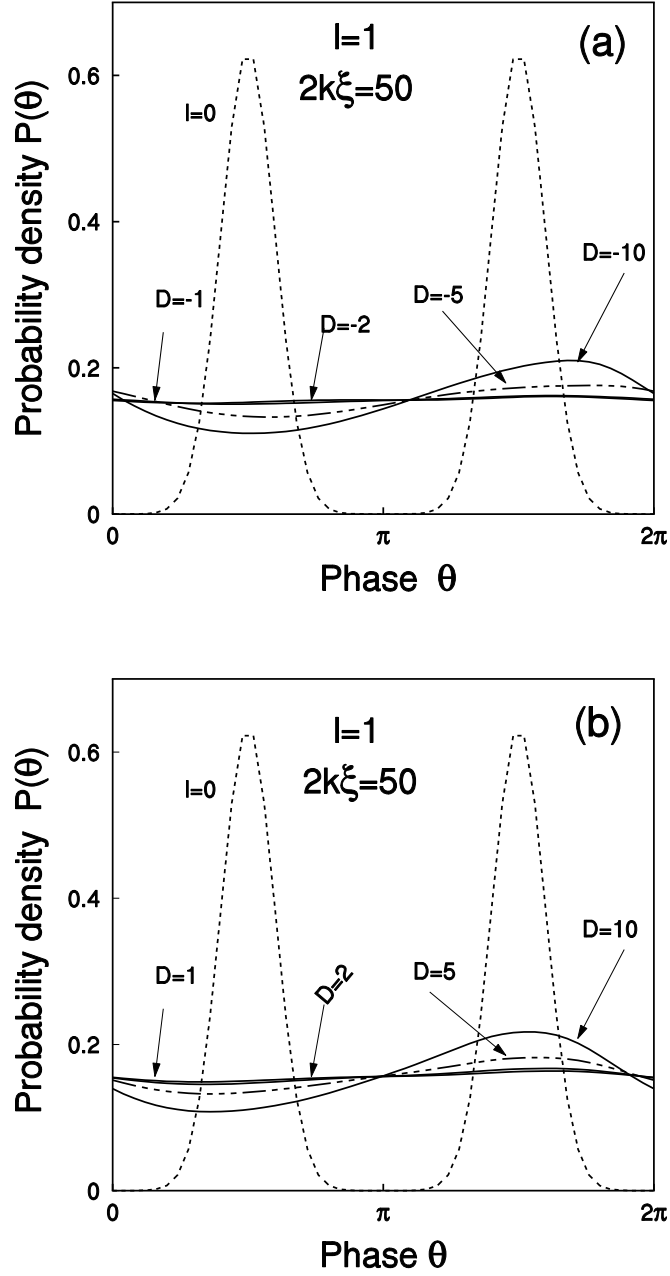 l=1
(a)
2kξ=50
l=0
D=-1
D=-2
D=-5
D=-10
Probability density P(θ)
0.6
0.4
0.2
0
0
π
2π
Phase θ
l=1
(b)
2kξ=50
l=0
D=1
D=2
D=5
D=10
Probability density P(θ)
0.6
0.4
0.2
0
0
π
2π
Phase θ